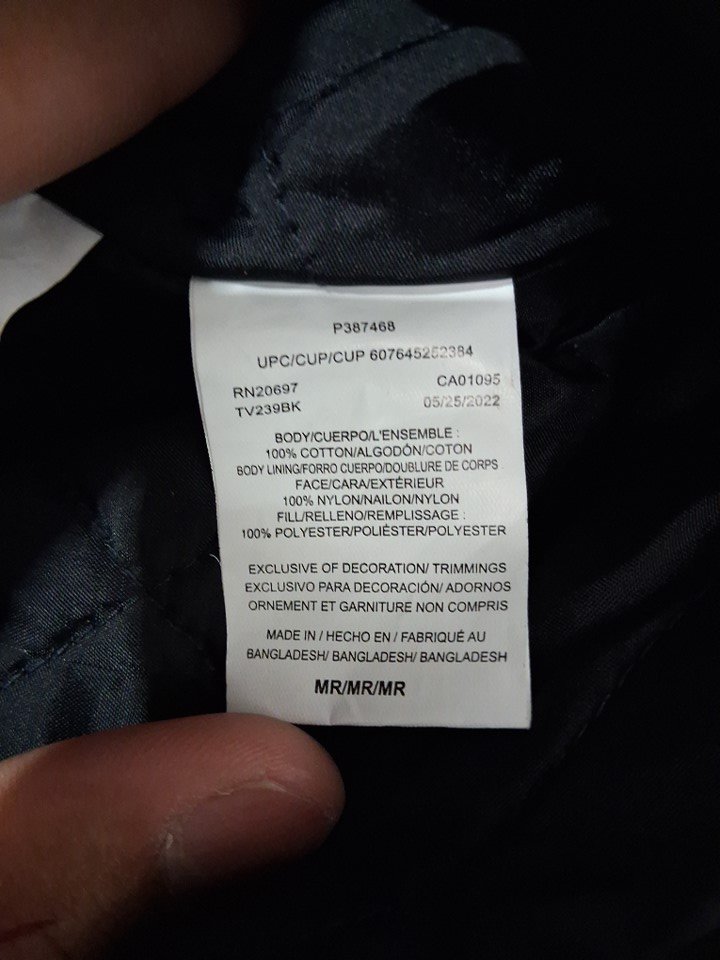 P387468
UPC/CUP/CUP 607645252384
RN20697 CA01095
TV239BK 05/25/2022
BODY/CUERPO/L'ENSEMBLE :
100% COTTON/ALGODÓN/COTON
BODY LINING/FORRO CUERPO/DOUBLURE DE CORPS
FACE/CARA/EXTÉRIEUR
100% NYLON/NAILON/NYLON
FILL/RELLENO/REMPLISSAGE :
100% POLYESTER/POLIÉSTER/POLYESTER
EXCLUSIVE OF DECORATION/ TRIMMINGS
EXCLUSIVO PARA DECORACIÓN/ ADORNOS
ORNEMENT ET GARNITURE NON COMPRIS
MADE IN / HECHO EN / FABRIQUÉ AU
BANGLADESH/ BANGLADESH/ BANGLADESH
MR/MR/MR